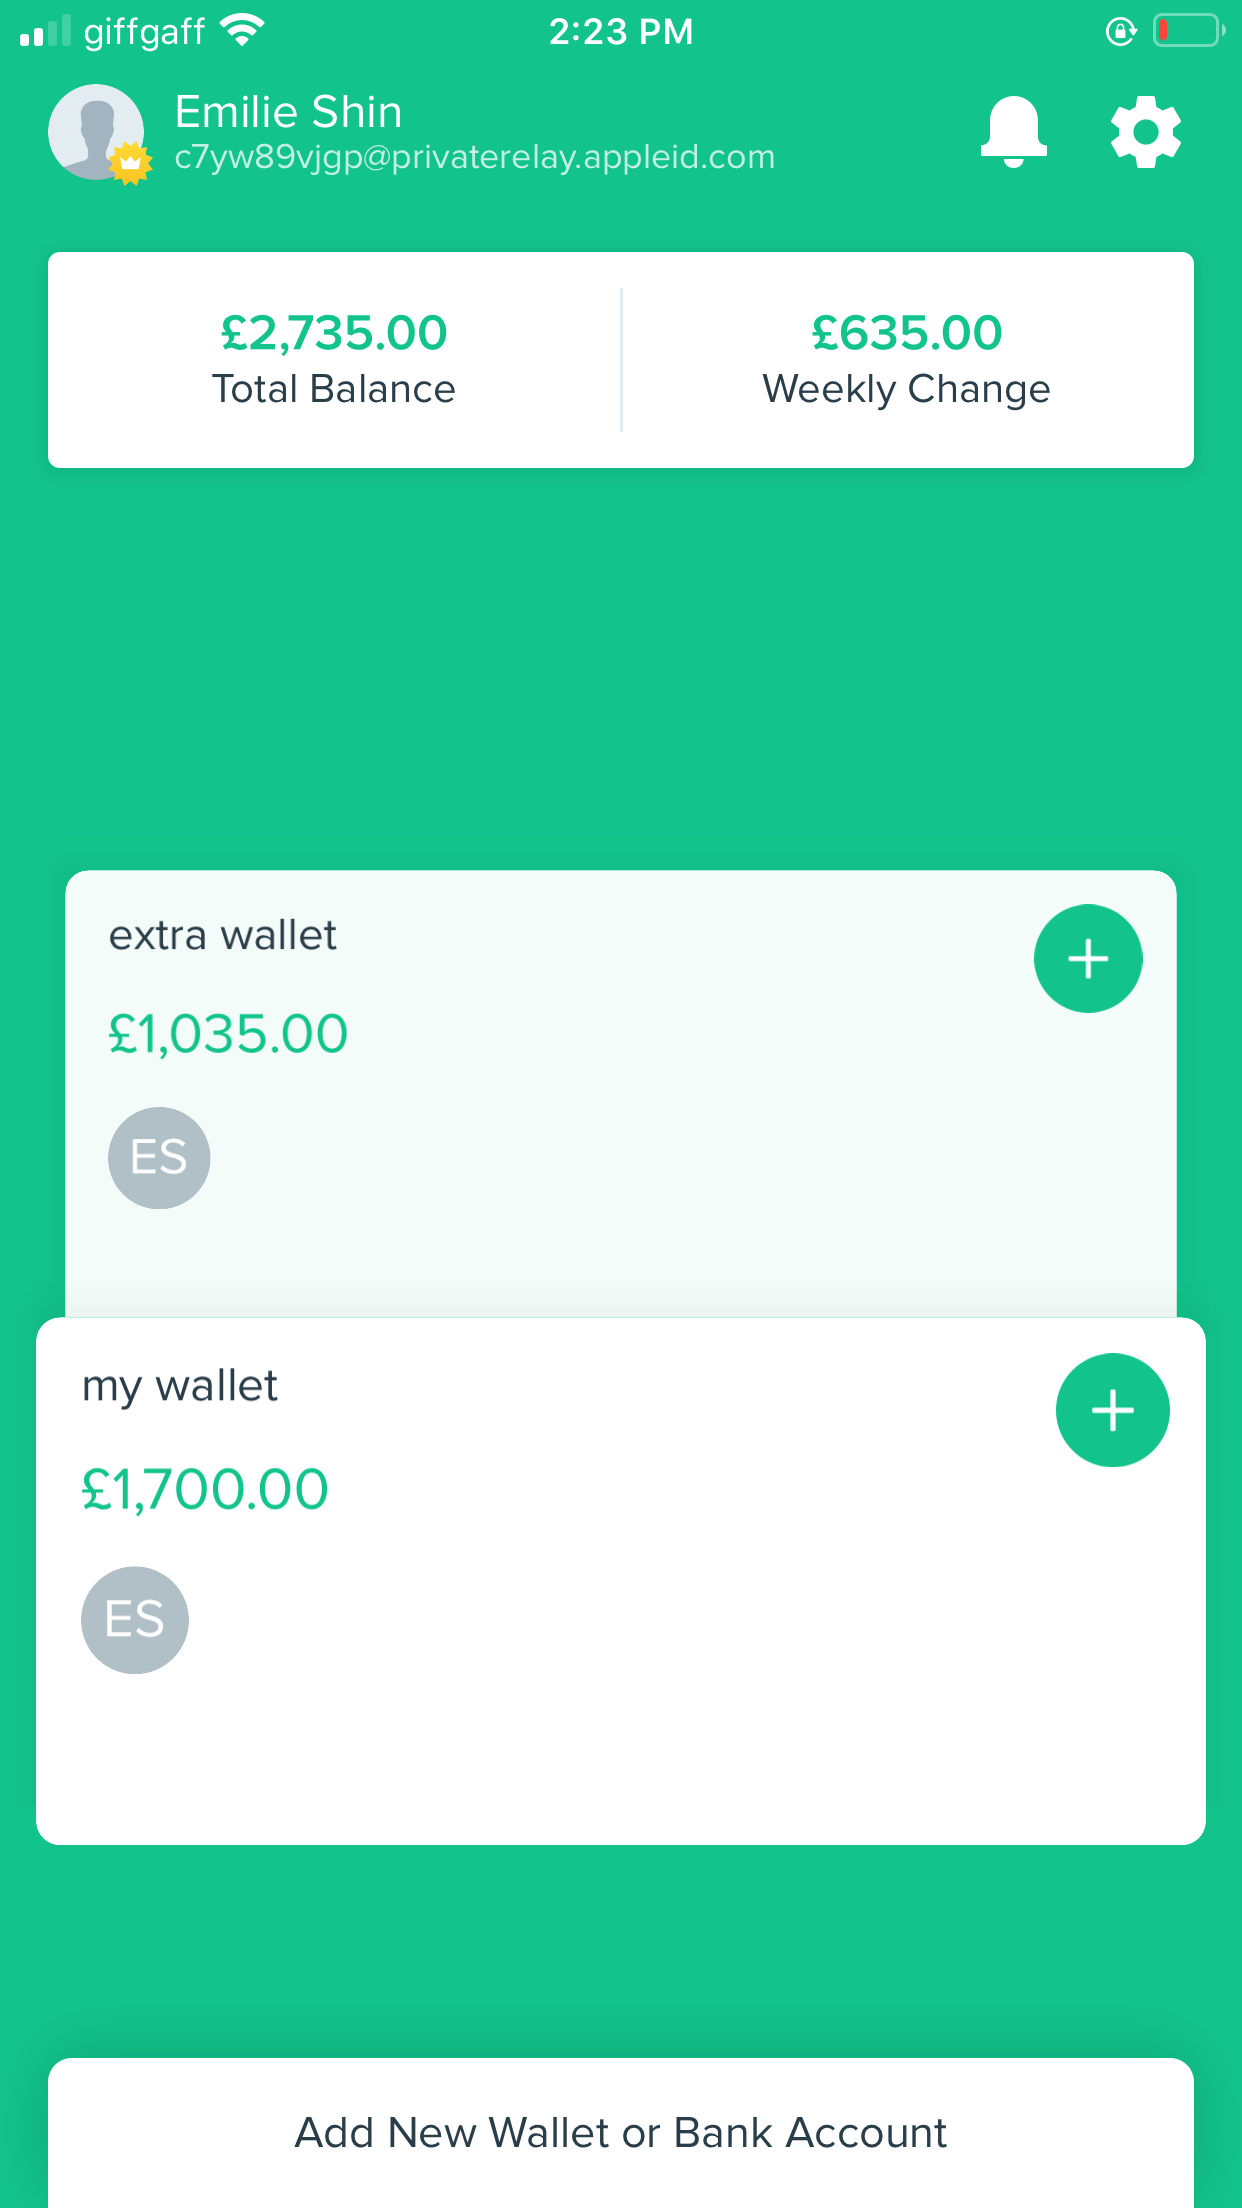 giffgaff 2:23 PM
Emilie Shin
c7yw89vjgp@privaterelay.appleid.com
£2,735.00
Total Balance
£635.00
Weekly Change
extra wallet
£1,035.00
ES
my wallet
£1,700.00
ES
Add New Wallet or Bank Account